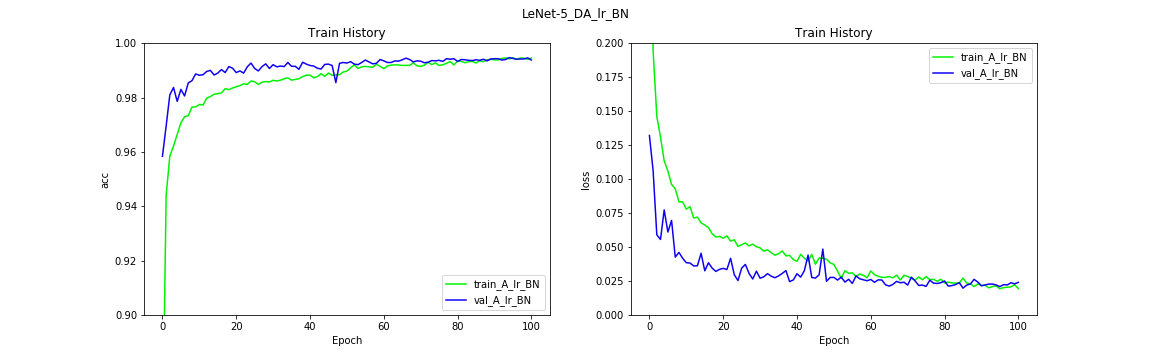 LeNet-5_DA_lr_BN
Train History
1.00
0.98
0.96
0.94
0.92
0.90
acc
0 20 40 60 80 100
Epoch
train_A_lr_BN
val_A_lr_BN
Train History
0.200
0.175
0.150
0.125
0.100
0.075
0.050
0.025
0.000
loss
0 20 40 60 80 100
Epoch
train_A_lr_BN
val_A_lr_BN